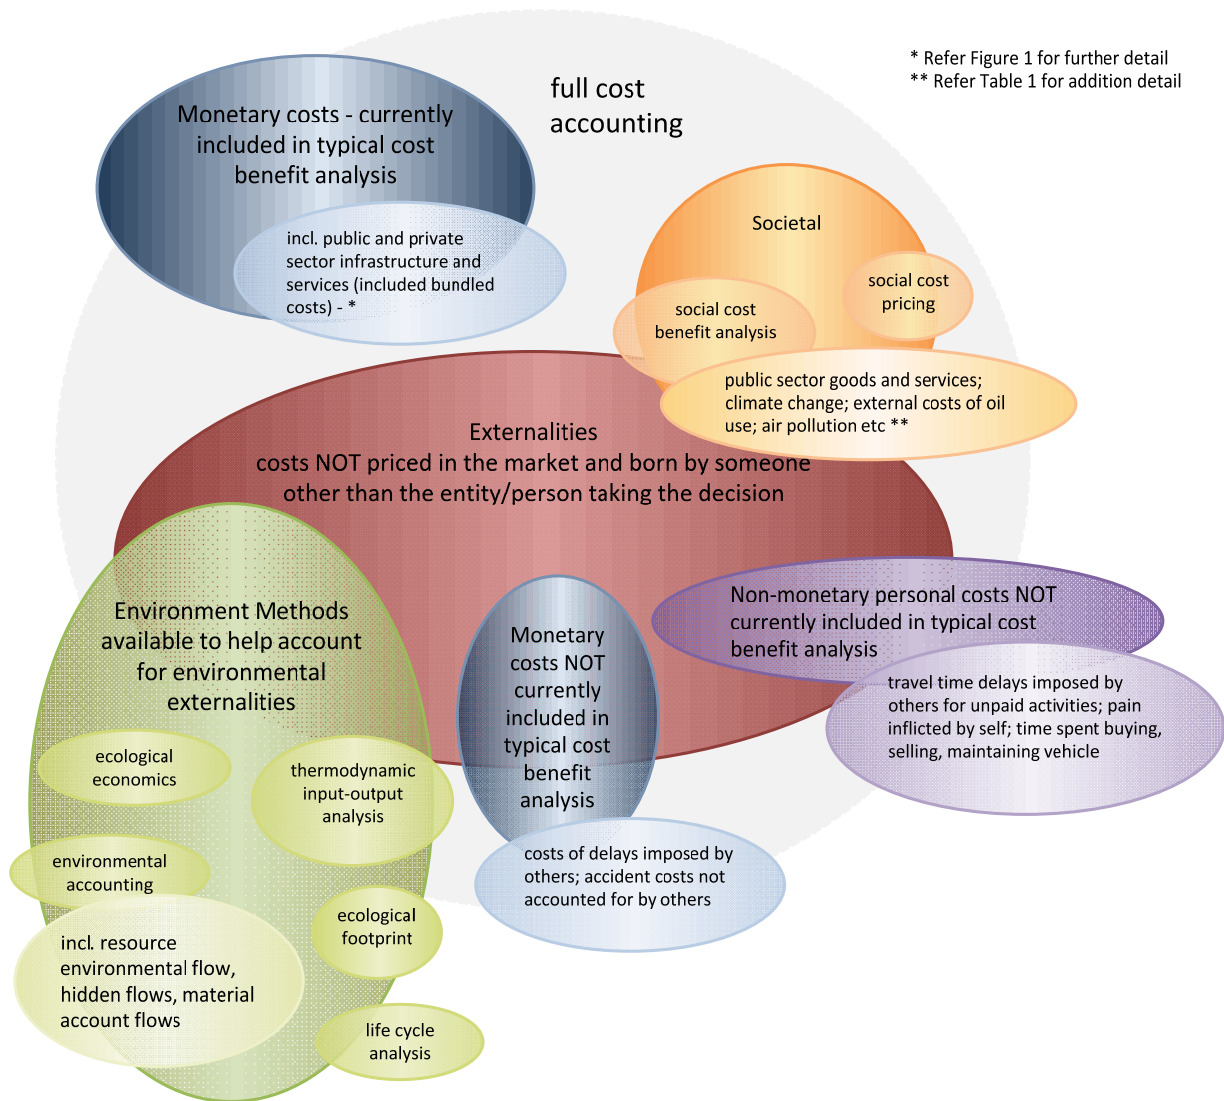 * Refer Figure 1 for further detail
** Refer Table 1 for addition detail
full cost
accounting
Monetary costs - currently
included in typical cost
benefit analysis
incl. public and private
sector infrastructure and
services (included bundled
costs) - *
Societal
social cost
pricing
social cost
benefit analysis
public sector goods and services;
climate change; external costs of oil
use; air pollution etc **
Externalities
costs NOT priced in the market and born by someone
other than the entity/person taking the decision
Environment Methods
available to help account
for environmental
externalities
ecological
economics
thermodynamic
input-output
analysis
environmental
accounting
ecological
footprint
incl. resource
environmental flow,
hidden flows, material
account flows
life cycle
analysis
Monetary
costs NOT
currently
included in
typical cost
benefit
analysis
costs of delays imposed by
others; accident costs not
accounted for by others
Non-monetary personal costs NOT
currently included in typical cost
benefit analysis
travel time delays imposed by
others for unpaid activities; pain
inflicted by self; time spent buying,
selling, maintaining vehicle